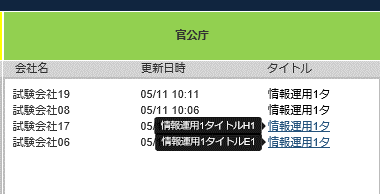 官公庁
会社名 更新日時 タイトル
試験会社19 05/11 10:11 情報運用1タ
試験会社08 05/11 10:06 情報運用1タ
試験会社17 05/ 情報運用1タイトルH1 情報運用1タ
試験会社06 05/ 情報運用1タイトルE1 情報運用1タ